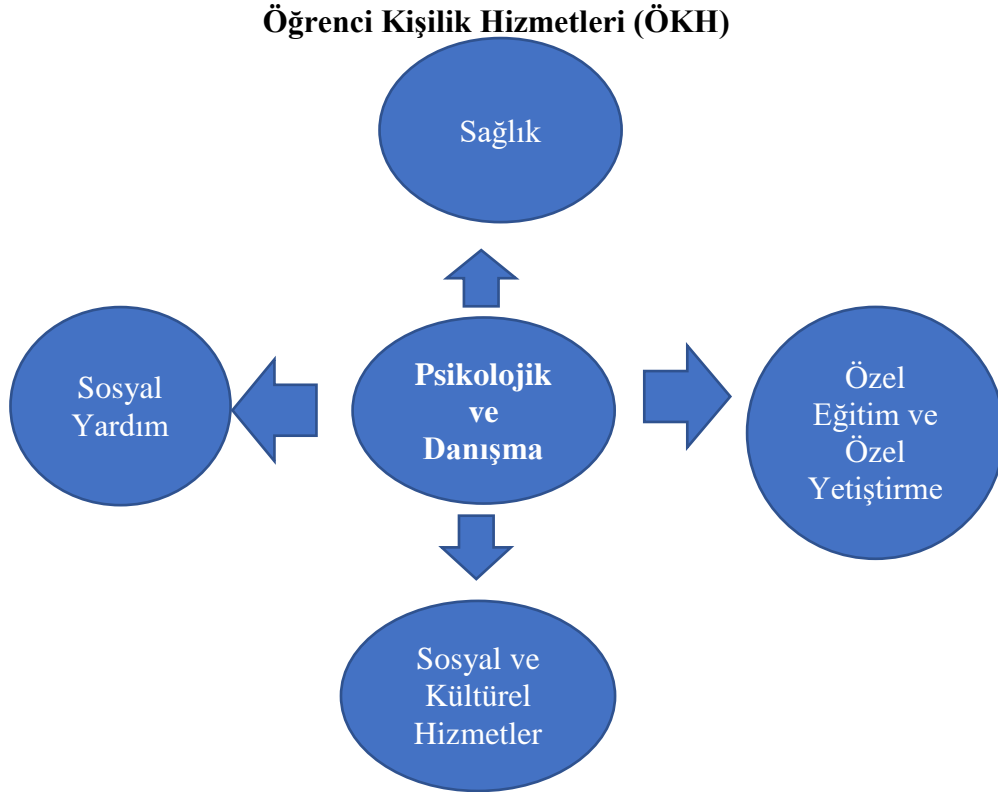 Öğrenci Kişilik Hizmetleri (ÖKH)
Sağlık
Sosyal
Yardım
Psikolojik
ve
Danışma
Özel
Eğitim ve
Özel
Yetiştirme
Sosyal ve
Kültürel
Hizmetler